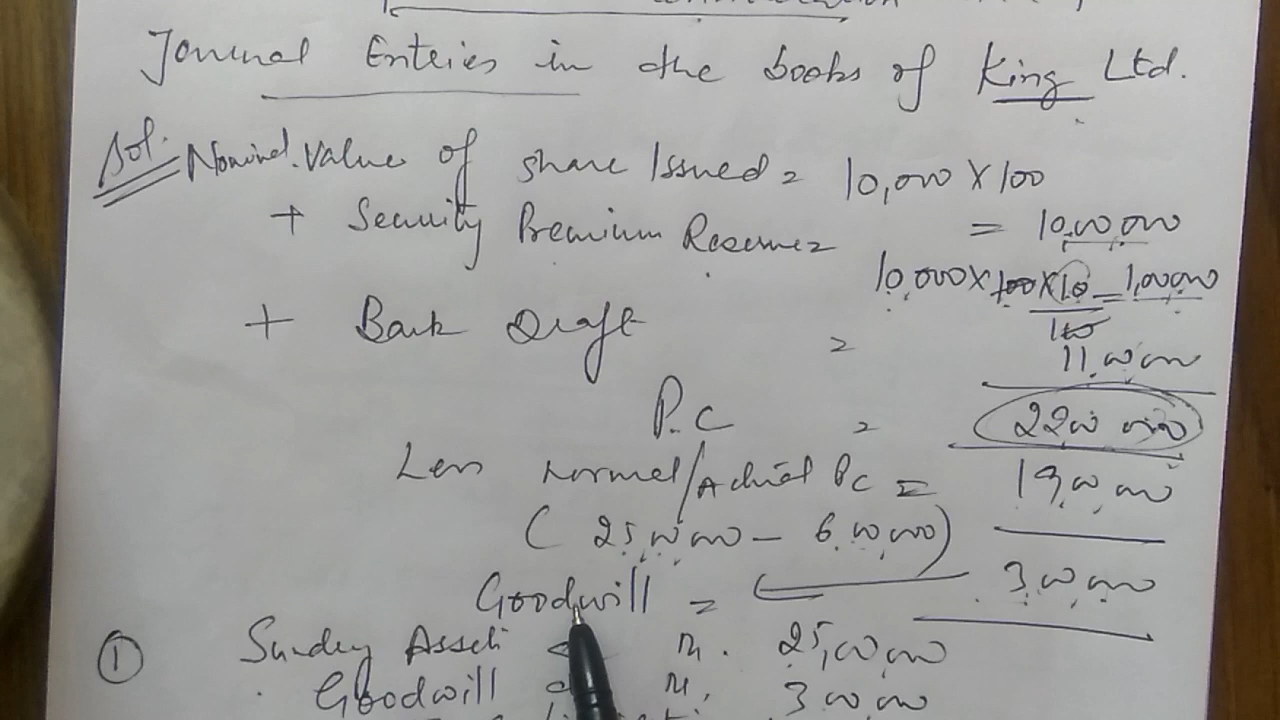 Journal Entries in the books of King Ltd.
Sol. Nominal Value of share Issued = 10,000 X 100
= 10,00,000
+ Security Premium Reserve =
10,000 X 100 X 10 = 1,00,000
100
+ Bank Draft = 11,00,000
P.C = 22,00,000
Less Normal/Actual PC = 19,00,000
( 25,00,000 – 6,00,000)
Goodwill = 3,00,000
① Sundry Assets Dr. 25,00,000
Goodwill Dr. 3,00,000